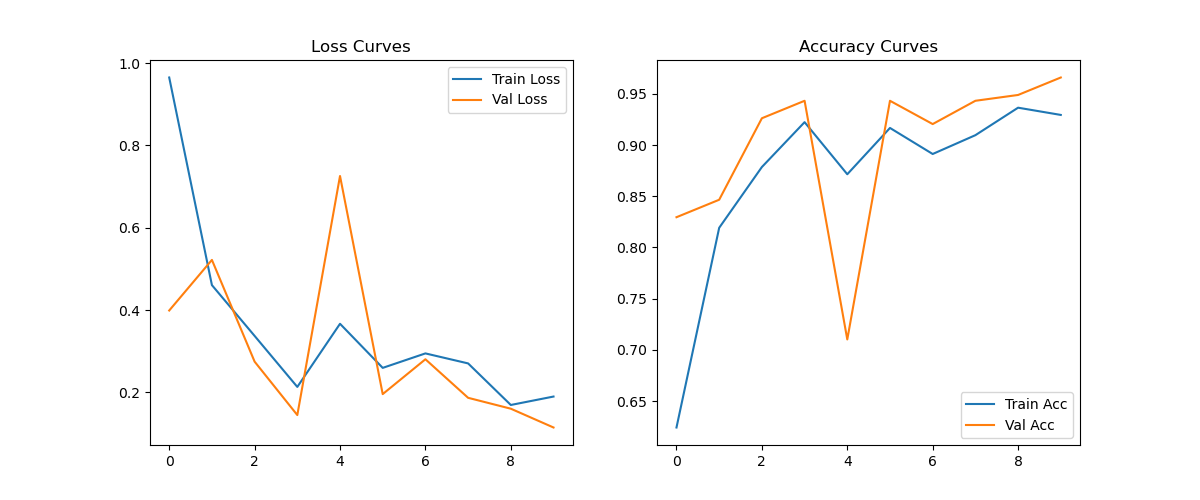 Loss Curves
1.0
0.8
0.6
0.4
0.2
0 2 4 6 8
Train Loss
Val Loss
Accuracy Curves
0.95
0.90
0.85
0.80
0.75
0.70
0.65
0 2 4 6 8
Train Acc
Val Acc